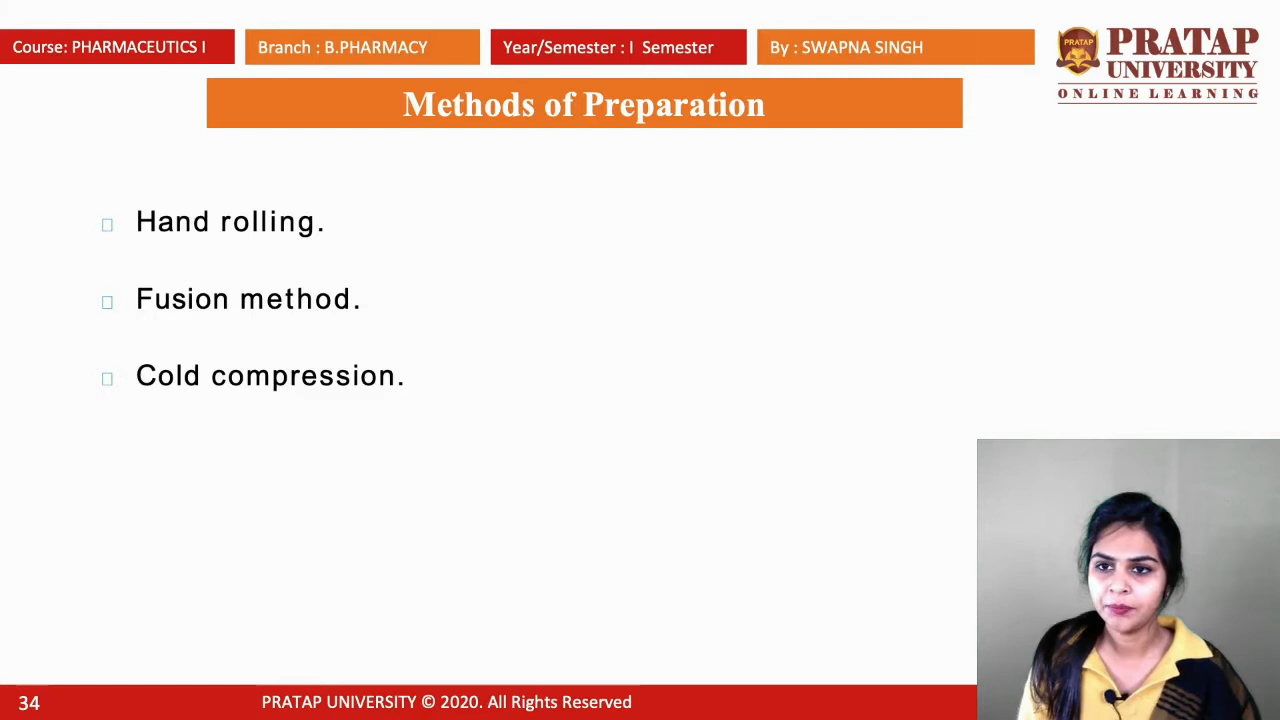 Course: PHARMACEUTICS I
Branch : B.PHARMACY
Year/Semester : I Semester
By : SWAPNA SINGH
PRATAP
PRATAP
UNIVERSITY
ONLINE LEARNING
Methods of Preparation
Hand rolling.
Fusion method.
Cold compression.
34
PRATAP UNIVERSITY © 2020. All Rights Reserved